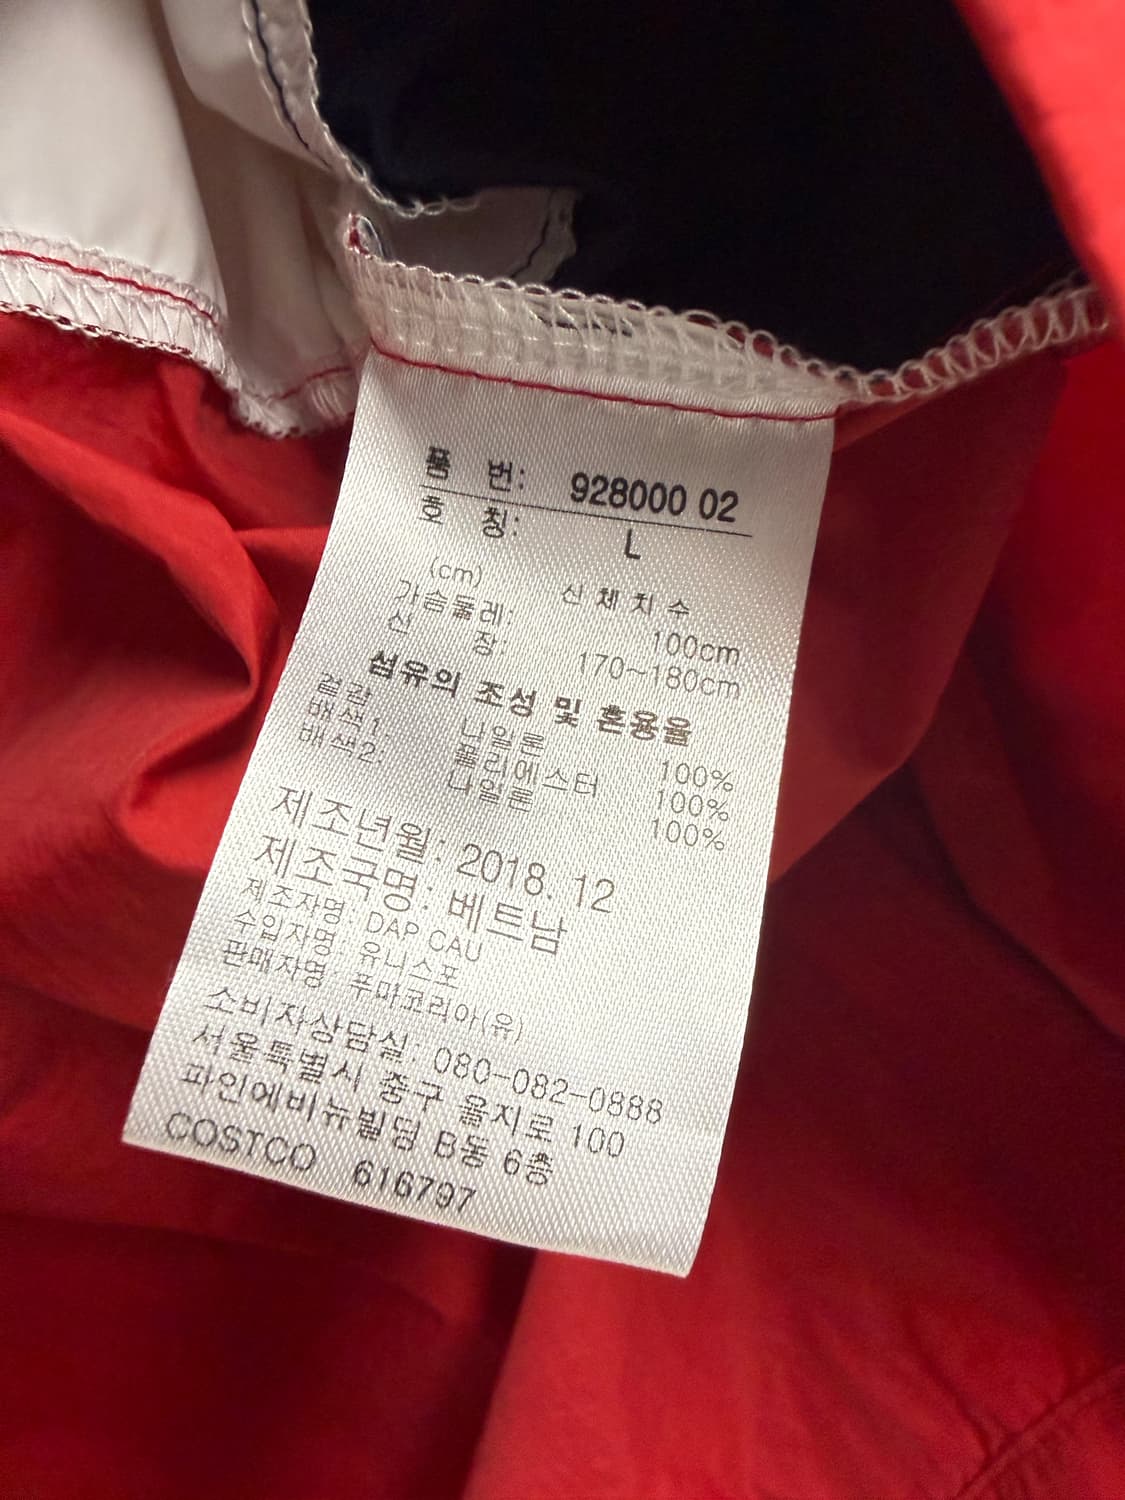 품 번: 928000 02
호 칭: L
(cm) 신체치수
가슴둘레: 100cm
신 장: 170~180cm
섬유의 조성 및 혼용율
겉감 나일론 100%
배색1 폴리에스터 100%
배색2: 나일론 100%
제조년월: 2018. 12
제조국명: 베트남
제조자명: DAP CAU
수입자명: 유니스포
판매자명: 푸마코리아(유)
소비자상담실: 080-082-0888
서울특별시 중구 을지로 100
파인에비뉴빌딩 B동 6층
COSTCO 616797